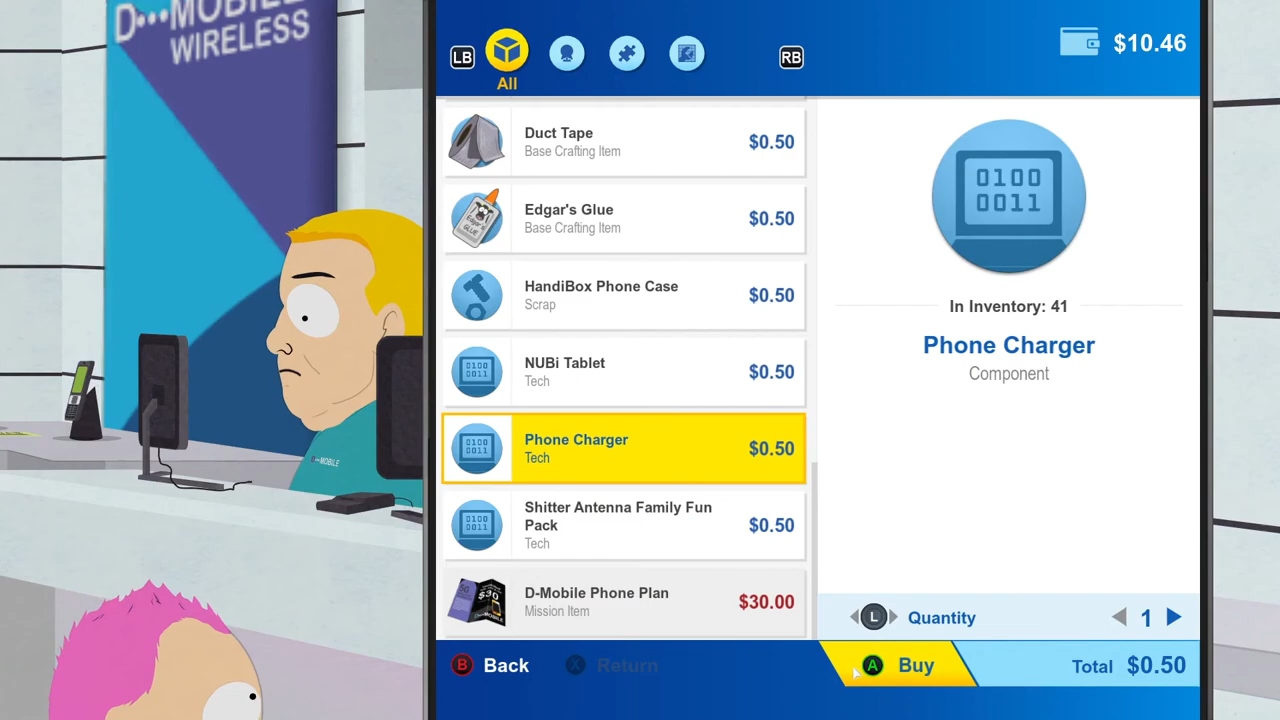 D•••MOBILE
WIRELESS
LB
All
RB
$10.46
Duct Tape
Base Crafting Item
$0.50
Edgar's Glue
Base Crafting Item
$0.50
HandiBox Phone Case
Scrap
$0.50
NUBi Tablet
Tech
$0.50
Phone Charger
Tech
$0.50
Shitter Antenna Family Fun
Pack
Tech
$0.50
D-Mobile Phone Plan
Mission Item
$30.00
0100
0011
In Inventory: 41
Phone Charger
Component
L Quantity 1
B Back
X Return
A Buy
Total $0.50
D···MOBILE
$30